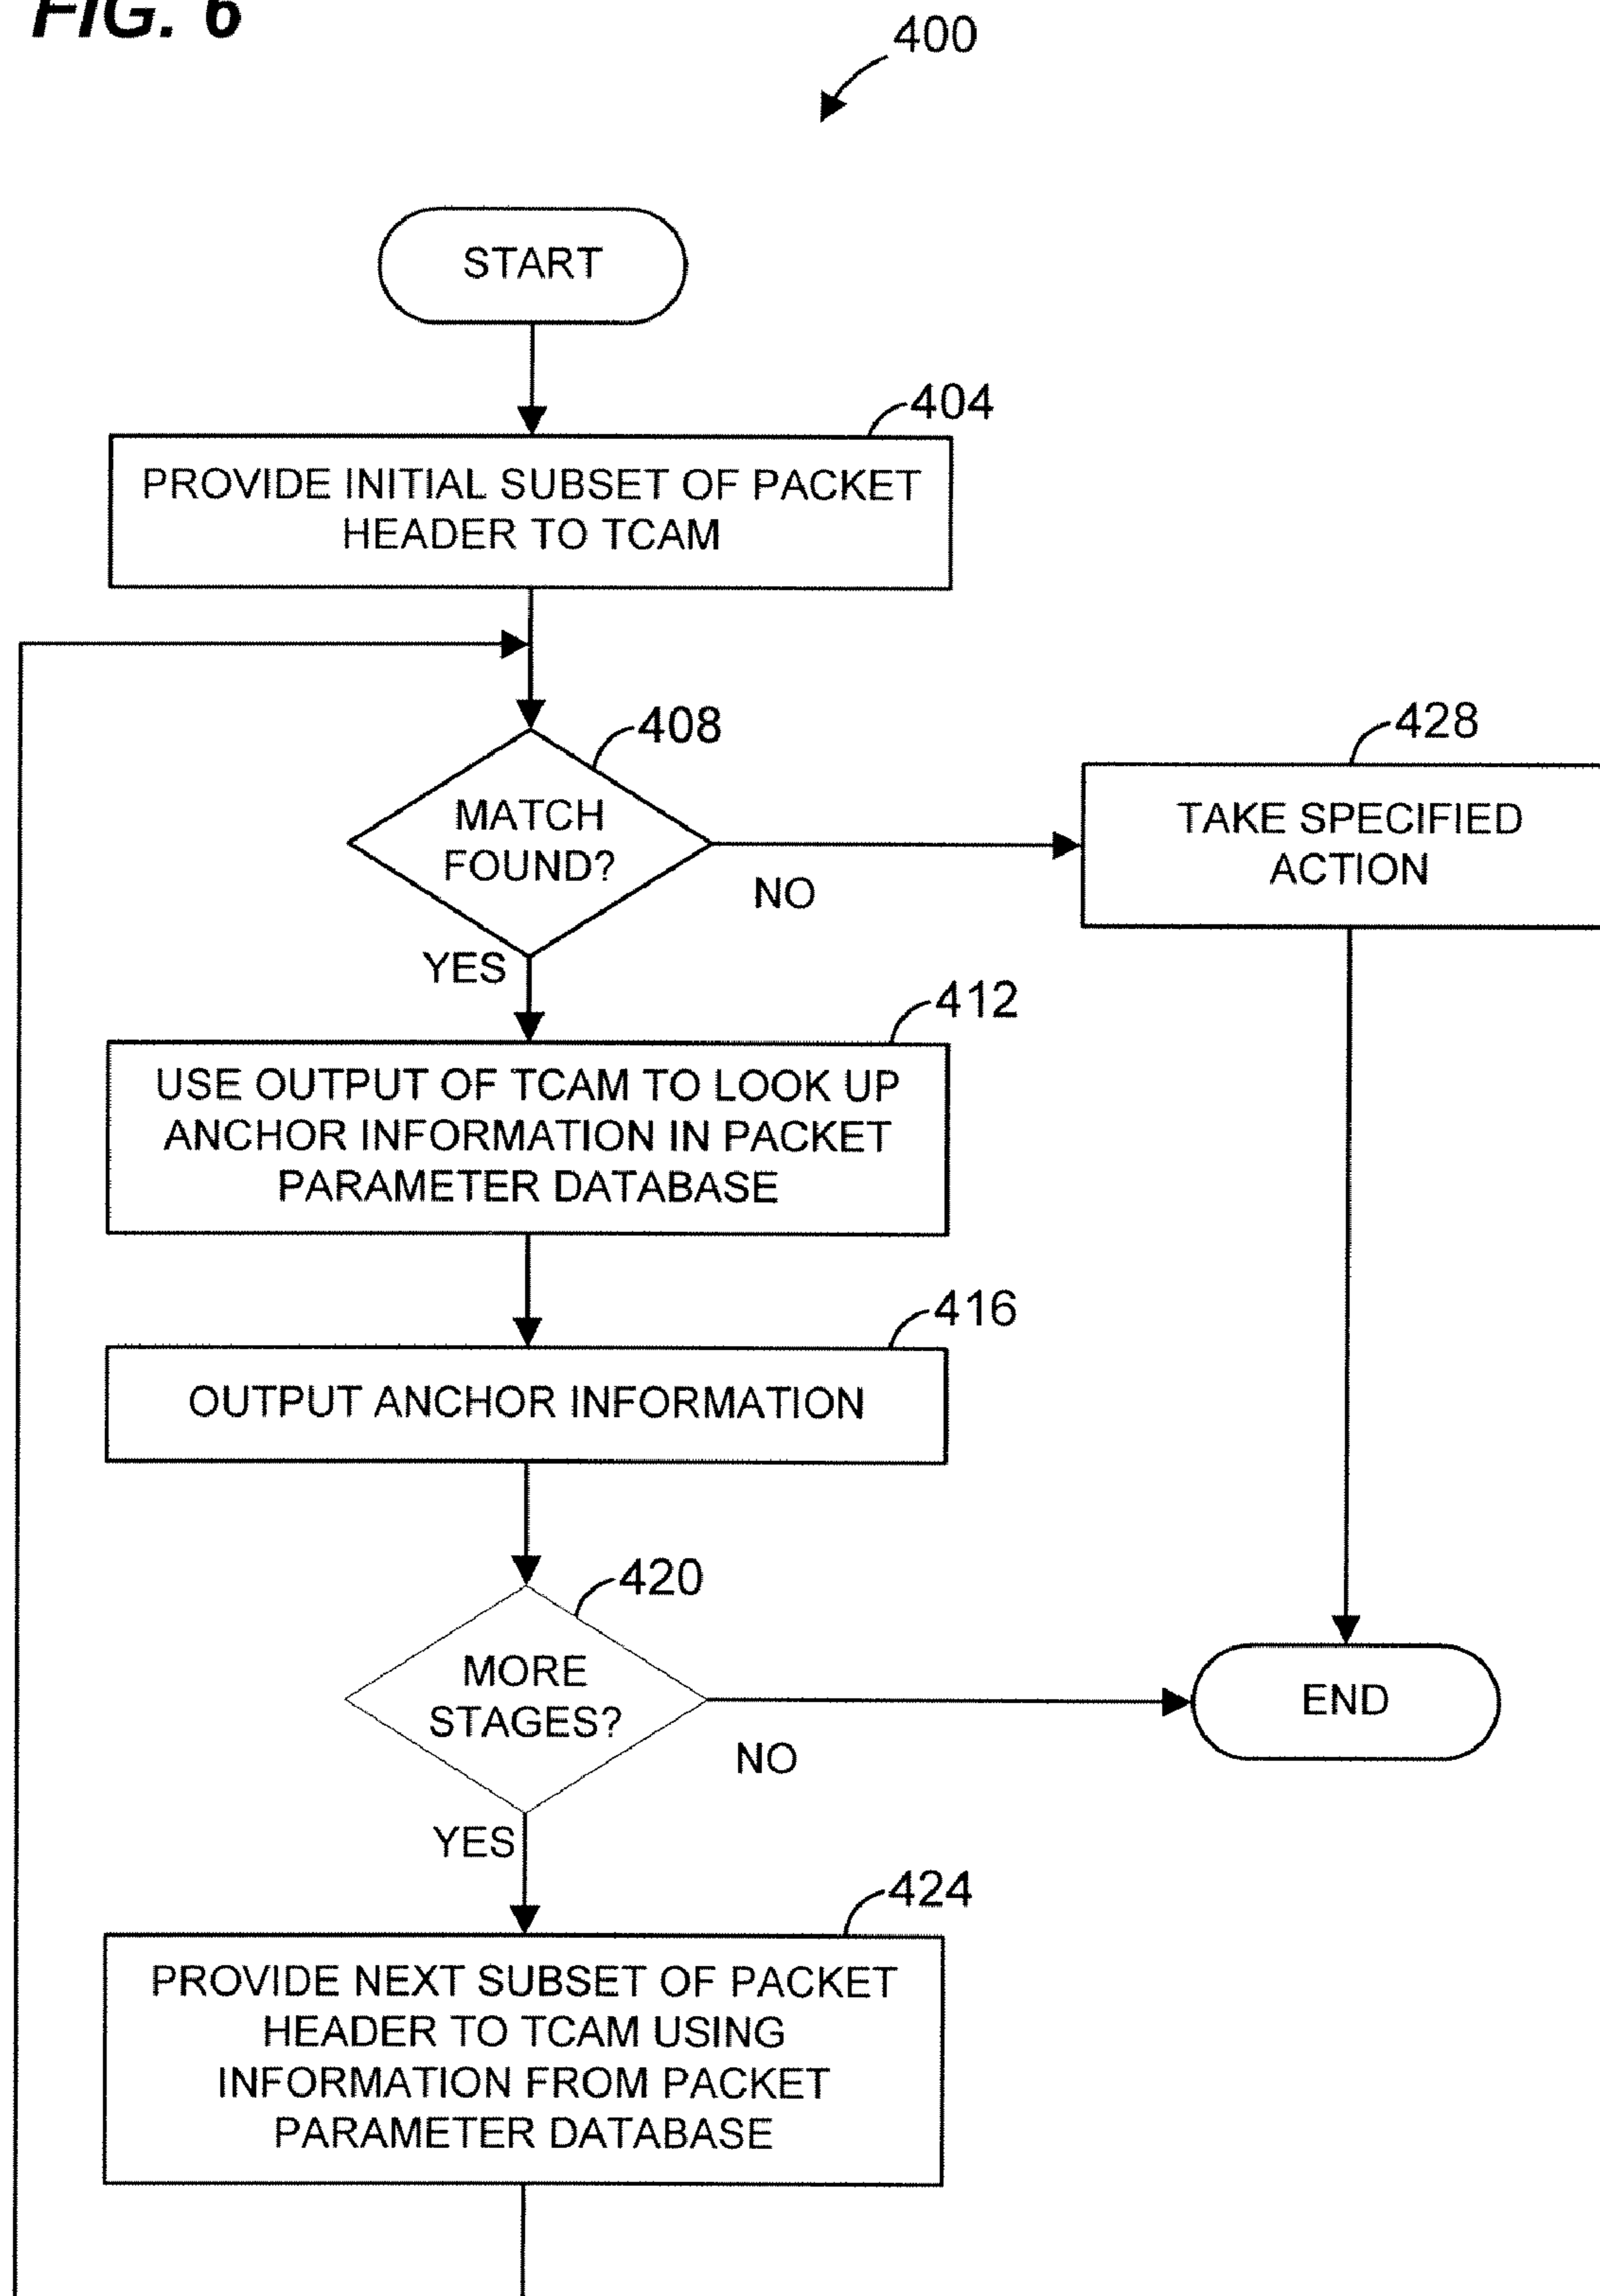 FIG. 6
400
START
404
PROVIDE INITIAL SUBSET OF PACKET
HEADER TO TCAM
408
MATCH
FOUND?
NO
YES
428
TAKE SPECIFIED
ACTION
412
USE OUTPUT OF TCAM TO LOOK UP
ANCHOR INFORMATION IN PACKET
PARAMETER DATABASE
416
OUTPUT ANCHOR INFORMATION
420
MORE
STAGES?
NO
YES
END
424
PROVIDE NEXT SUBSET OF PACKET
HEADER TO TCAM USING
INFORMATION FROM PACKET
PARAMETER DATABASE